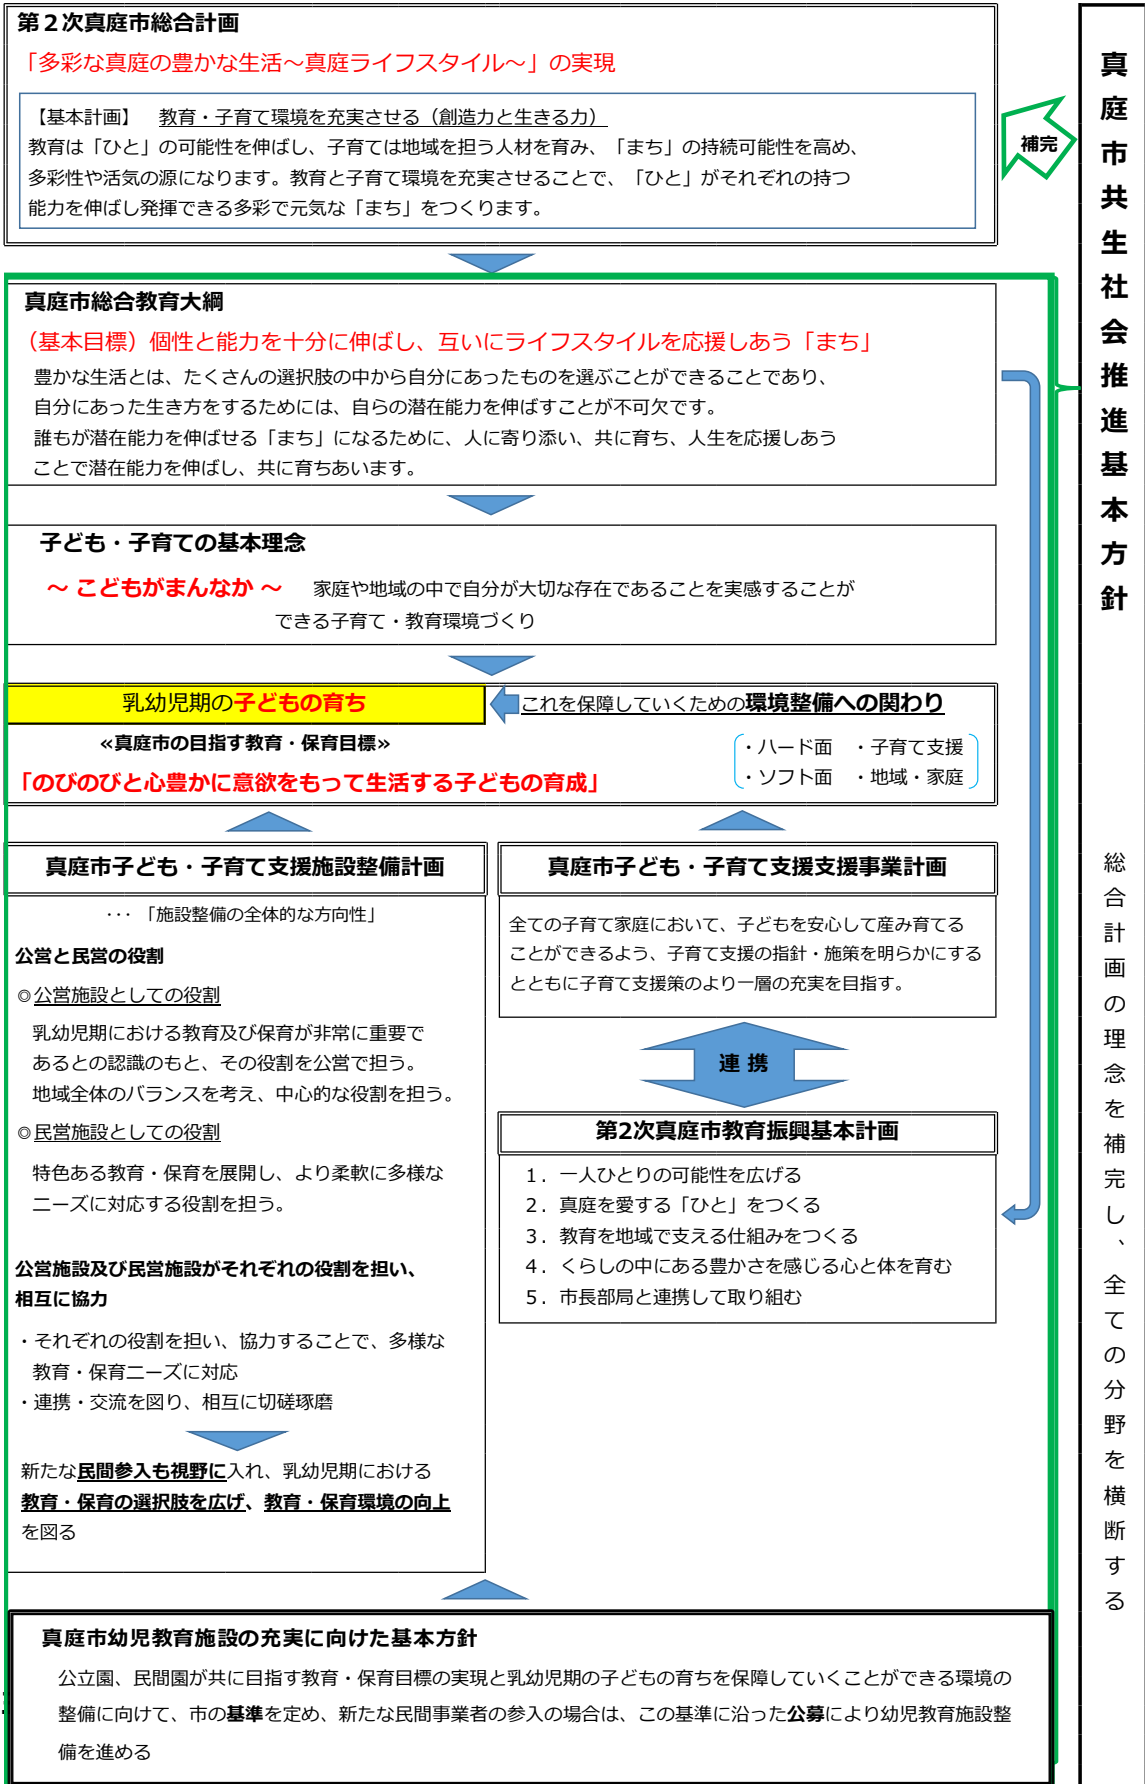 第２次真庭市総合計画
「多彩な真庭の豊かな生活～真庭ライフスタイル～」の実現
【基本計画】　教育・子育て環境を充実させる（創造力と生きる力）
教育は「ひと」の可能性を伸ばし、子育ては地域を担う人材を育み、「まち」の持続可能性を高め、
多彩性や活気の源になります。教育と子育て環境を充実させることで、「ひと」がそれぞれの持つ
能力を伸ばし発揮できる多彩で元気な「まち」をつくります。
補完
真庭市共生社会推進基本方針
総合計画の理念を補完し、全ての分野を横断する
真庭市総合教育大綱
（基本目標）個性と能力を十分に伸ばし、互いにライフスタイルを応援しあう「まち」
豊かな生活とは、たくさんの選択肢の中から自分にあったものを選ぶことができることであり、
自分にあった生き方をするためには、自らの潜在能力を伸ばすことが不可欠です。
誰もが潜在能力を伸ばせる「まち」になるために、人に寄り添い、共に育ち、人生を応援しあう
ことで潜在能力を伸ばし、共に育ちあいます。
子ども・子育ての基本理念
～ こどもがまんなか ～　家庭や地域の中で自分が大切な存在であることを実感することが
できる子育て・教育環境づくり
乳幼児期の子どもの育ち
これを保障していくための環境整備への関わり
≪真庭市の目指す教育・保育目標≫
「のびのびと心豊かに意欲をもって生活する子どもの育成」
・ハード面　・子育て支援
・ソフト面　・地域・家庭
真庭市子ども・子育て支援施設整備計画
･･･「施設整備の全体的な方向性」
公営と民営の役割
◎公営施設としての役割
乳幼児期における教育及び保育が非常に重要で
あるとの認識のもと、その役割を公営で担う。
地域全体のバランスを考え、中心的な役割を担う。
◎民営施設としての役割
特色ある教育・保育を展開し、より柔軟に多様な
ニーズに対応する役割を担う。
公営施設及び民営施設がそれぞれの役割を担い、
相互に協力
・それぞれの役割を担い、協力することで、多様な
教育・保育ニーズに対応
・連携・交流を図り、相互に切磋琢磨
新たな民間参入も視野に入れ、乳幼児期における
教育・保育の選択肢を広げ、教育・保育環境の向上
を図る
真庭市子ども・子育て支援支援事業計画
全ての子育て家庭において、子どもを安心して産み育てる
ことができるよう、子育て支援の指針・施策を明らかにする
とともに子育て支援策のより一層の充実を目指す。
連 携
第2次真庭市教育振興基本計画
１．一人ひとりの可能性を広げる
２．真庭を愛する「ひと」をつくる
３．教育を地域で支える仕組みをつくる
４．くらしの中にある豊かさを感じる心と体を育む
５．市長部局と連携して取り組む
真庭市幼児教育施設の充実に向けた基本方針
公立園、民間園が共に目指す教育・保育目標の実現と乳幼児期の子どもの育ちを保障していくことができる環境の
整備に向けて、市の基準を定め、新たな民間事業者の参入の場合は、この基準に沿った公募により幼児教育施設整
備を進める